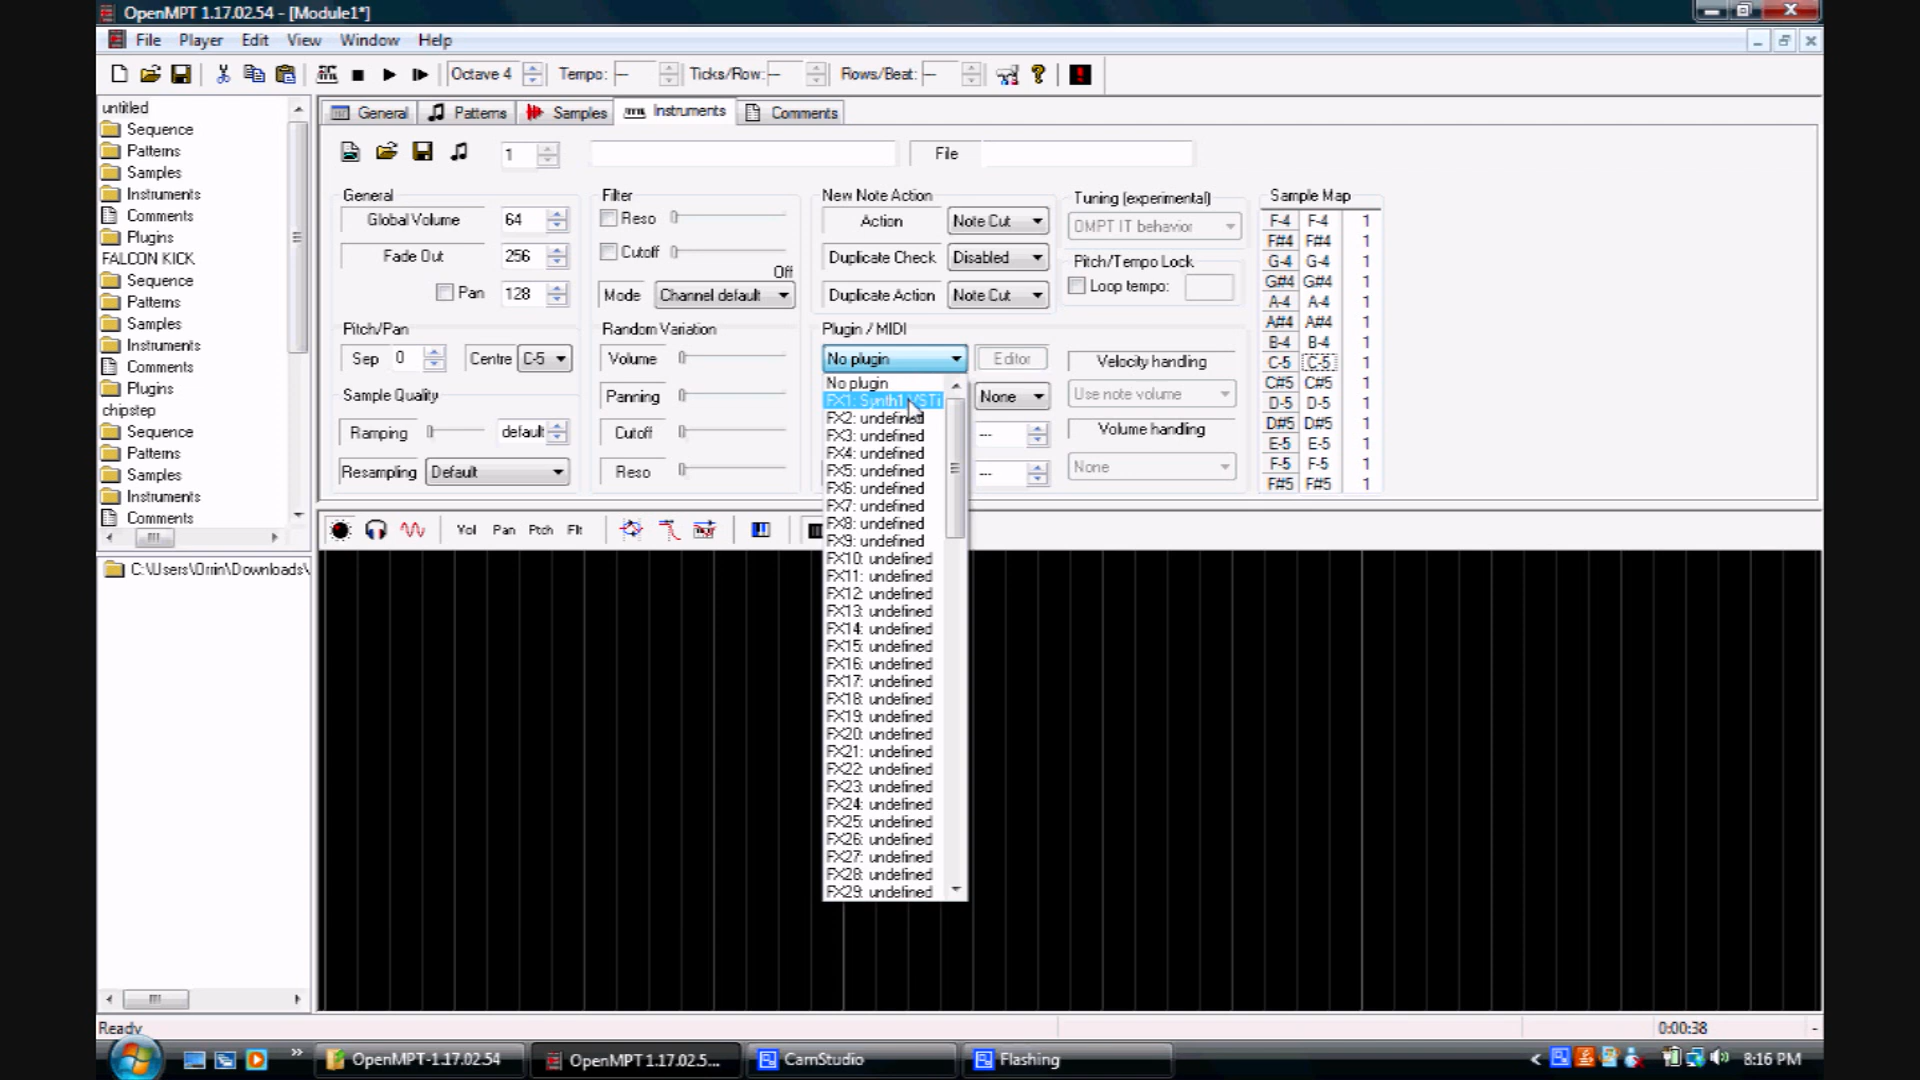 OpenMPT 1.17.02.54 - [Module1*]
File Player Edit View Window Help
Octave 4 Tempo: --- Ticks/Row: --- Rows/Beat: ---
untitled
Sequence
Patterns
Samples
Instruments
Comments
Plugins
FALCON KICK
Sequence
Patterns
Samples
Instruments
Comments
Plugins
chipstep
Sequence
Patterns
Samples
Instruments
Comments
C:\Users\Orrin\Downloads\
General Patterns Samples Instruments Comments
1 File
General
Global Volume 64
Fade Out 256
Pan 128
Pitch/Pan
Sep 0 Centre C-5
Sample Quality
Ramping default
Resampling Default
Filter
Reso
Cutoff
Off
Mode Channel default
Random Variation
Volume
Panning
Cutoff
Reso
New Note Action
Action Note Cut
Duplicate Check Disabled
Duplicate Action Note Cut
Plugin / MIDI
No plugin Editor
No plugin
FX1: Synth1 VSTi
FX2: undefined
FX3: undefined
FX4: undefined
FX5: undefined
FX6: undefined
FX7: undefined
FX8: undefined
FX9: undefined
FX10: undefined
FX11: undefined
FX12: undefined
FX13: undefined
FX14: undefined
FX15: undefined
FX16: undefined
FX17: undefined
FX18: undefined
FX19: undefined
FX20: undefined
FX21: undefined
FX22: undefined
FX23: undefined
FX24: undefined
FX25: undefined
FX26: undefined
FX27: undefined
FX28: undefined
FX29: undefined
None
---
---
Tuning (experimental)
OMPT IT behavior
Pitch/Tempo Lock
Loop tempo:
Velocity handing
Use note volume
Volume handling
None
Sample Map
F-4 F-4 1
F#4 F#4 1
G-4 G-4 1
G#4 G#4 1
A-4 A-4 1
A#4 A#4 1
B-4 B-4 1
C-5 C-5 1
C#5 C#5 1
D-5 D-5 1
D#5 D#5 1
E-5 E-5 1
F-5 F-5 1
F#5 F#5 1
Vol Pan Ptch Flt
Ready 0:00:38
OpenMPT-1.17.02.54 OpenMPT 1.17.02.5... CamStudio Flashing 8:16 PM